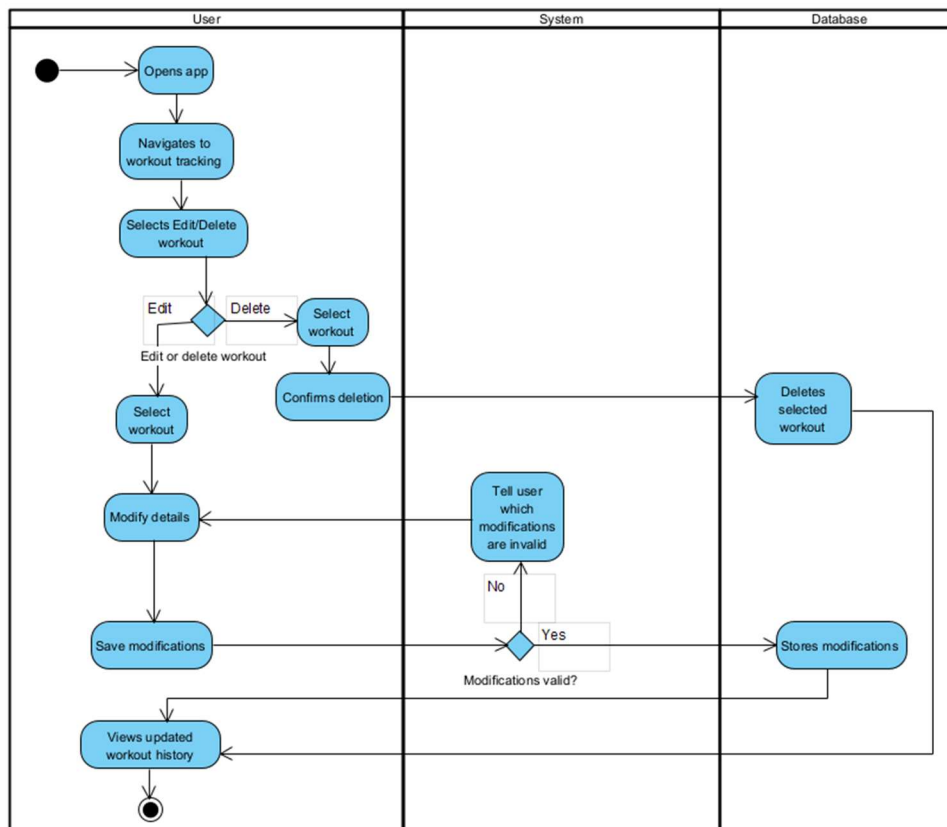 User
System
Database
Opens app
Navigates to
workout tracking
Selects Edit/Delete
workout
Edit
Delete
Select
workout
Edit or delete workout
Confirms deletion
Deletes
selected
workout
Select
workout
Tell user
which
modifications
are invalid
Modify details
No
Yes
Save modifications
Stores modifications
Modifications valid?
Views updated
workout history